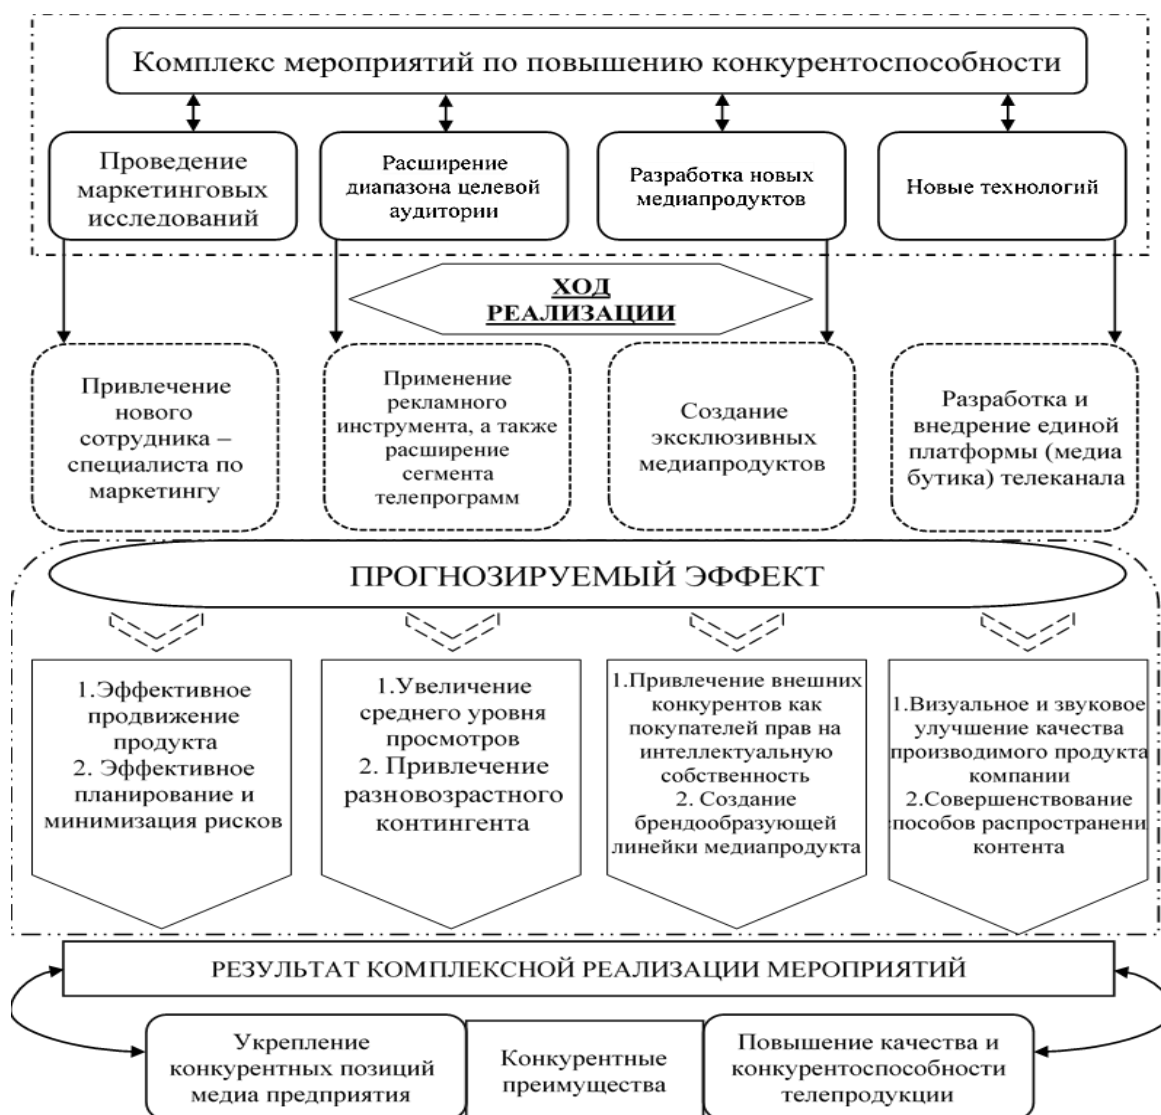 Комплекс мероприятий по повышению конкурентоспособности
Проведение
маркетинговых
исследований
Расширение
диапазона целевой
аудитории
Разработка новых
медиапродуктов
Новые технологий
ХОД
РЕАЛИЗАЦИИ
Привлечение
нового
сотрудника –
специалиста по
маркетингу
Применение
рекламного
инструмента, а также
расширение
сегмента
телепрограмм
Создание
эксклюзивных
медиапродуктов
Разработка и
внедрение единой
платформы (медиа
бутика) телеканала
ПРОГНОЗИРУЕМЫЙ ЭФФЕКТ
1.Эффективное
продвижение
продукта
2. Эффективное
планирование и
минимизация рисков
1.Увеличение
среднего уровня
просмотров
2. Привлечение
разновозрастного
контингента
1.Привлечение внешних
конкурентов как
покупателей прав на
интеллектуальную
собственность
2. Создание
брендообразующей
линейки медиапродукта
1.Визуальное и звуковое
улучшение качества
производимого продукта
компании
2.Совершенствование
способов распространени
контента
РЕЗУЛЬТАТ КОМПЛЕКСНОЙ РЕАЛИЗАЦИИ МЕРОПРИЯТИЙ
Укрепление
конкурентных позиций
медиа предприятия
Конкурентные
преимущества
Повышение качества и
конкурентоспособности
телепродукции